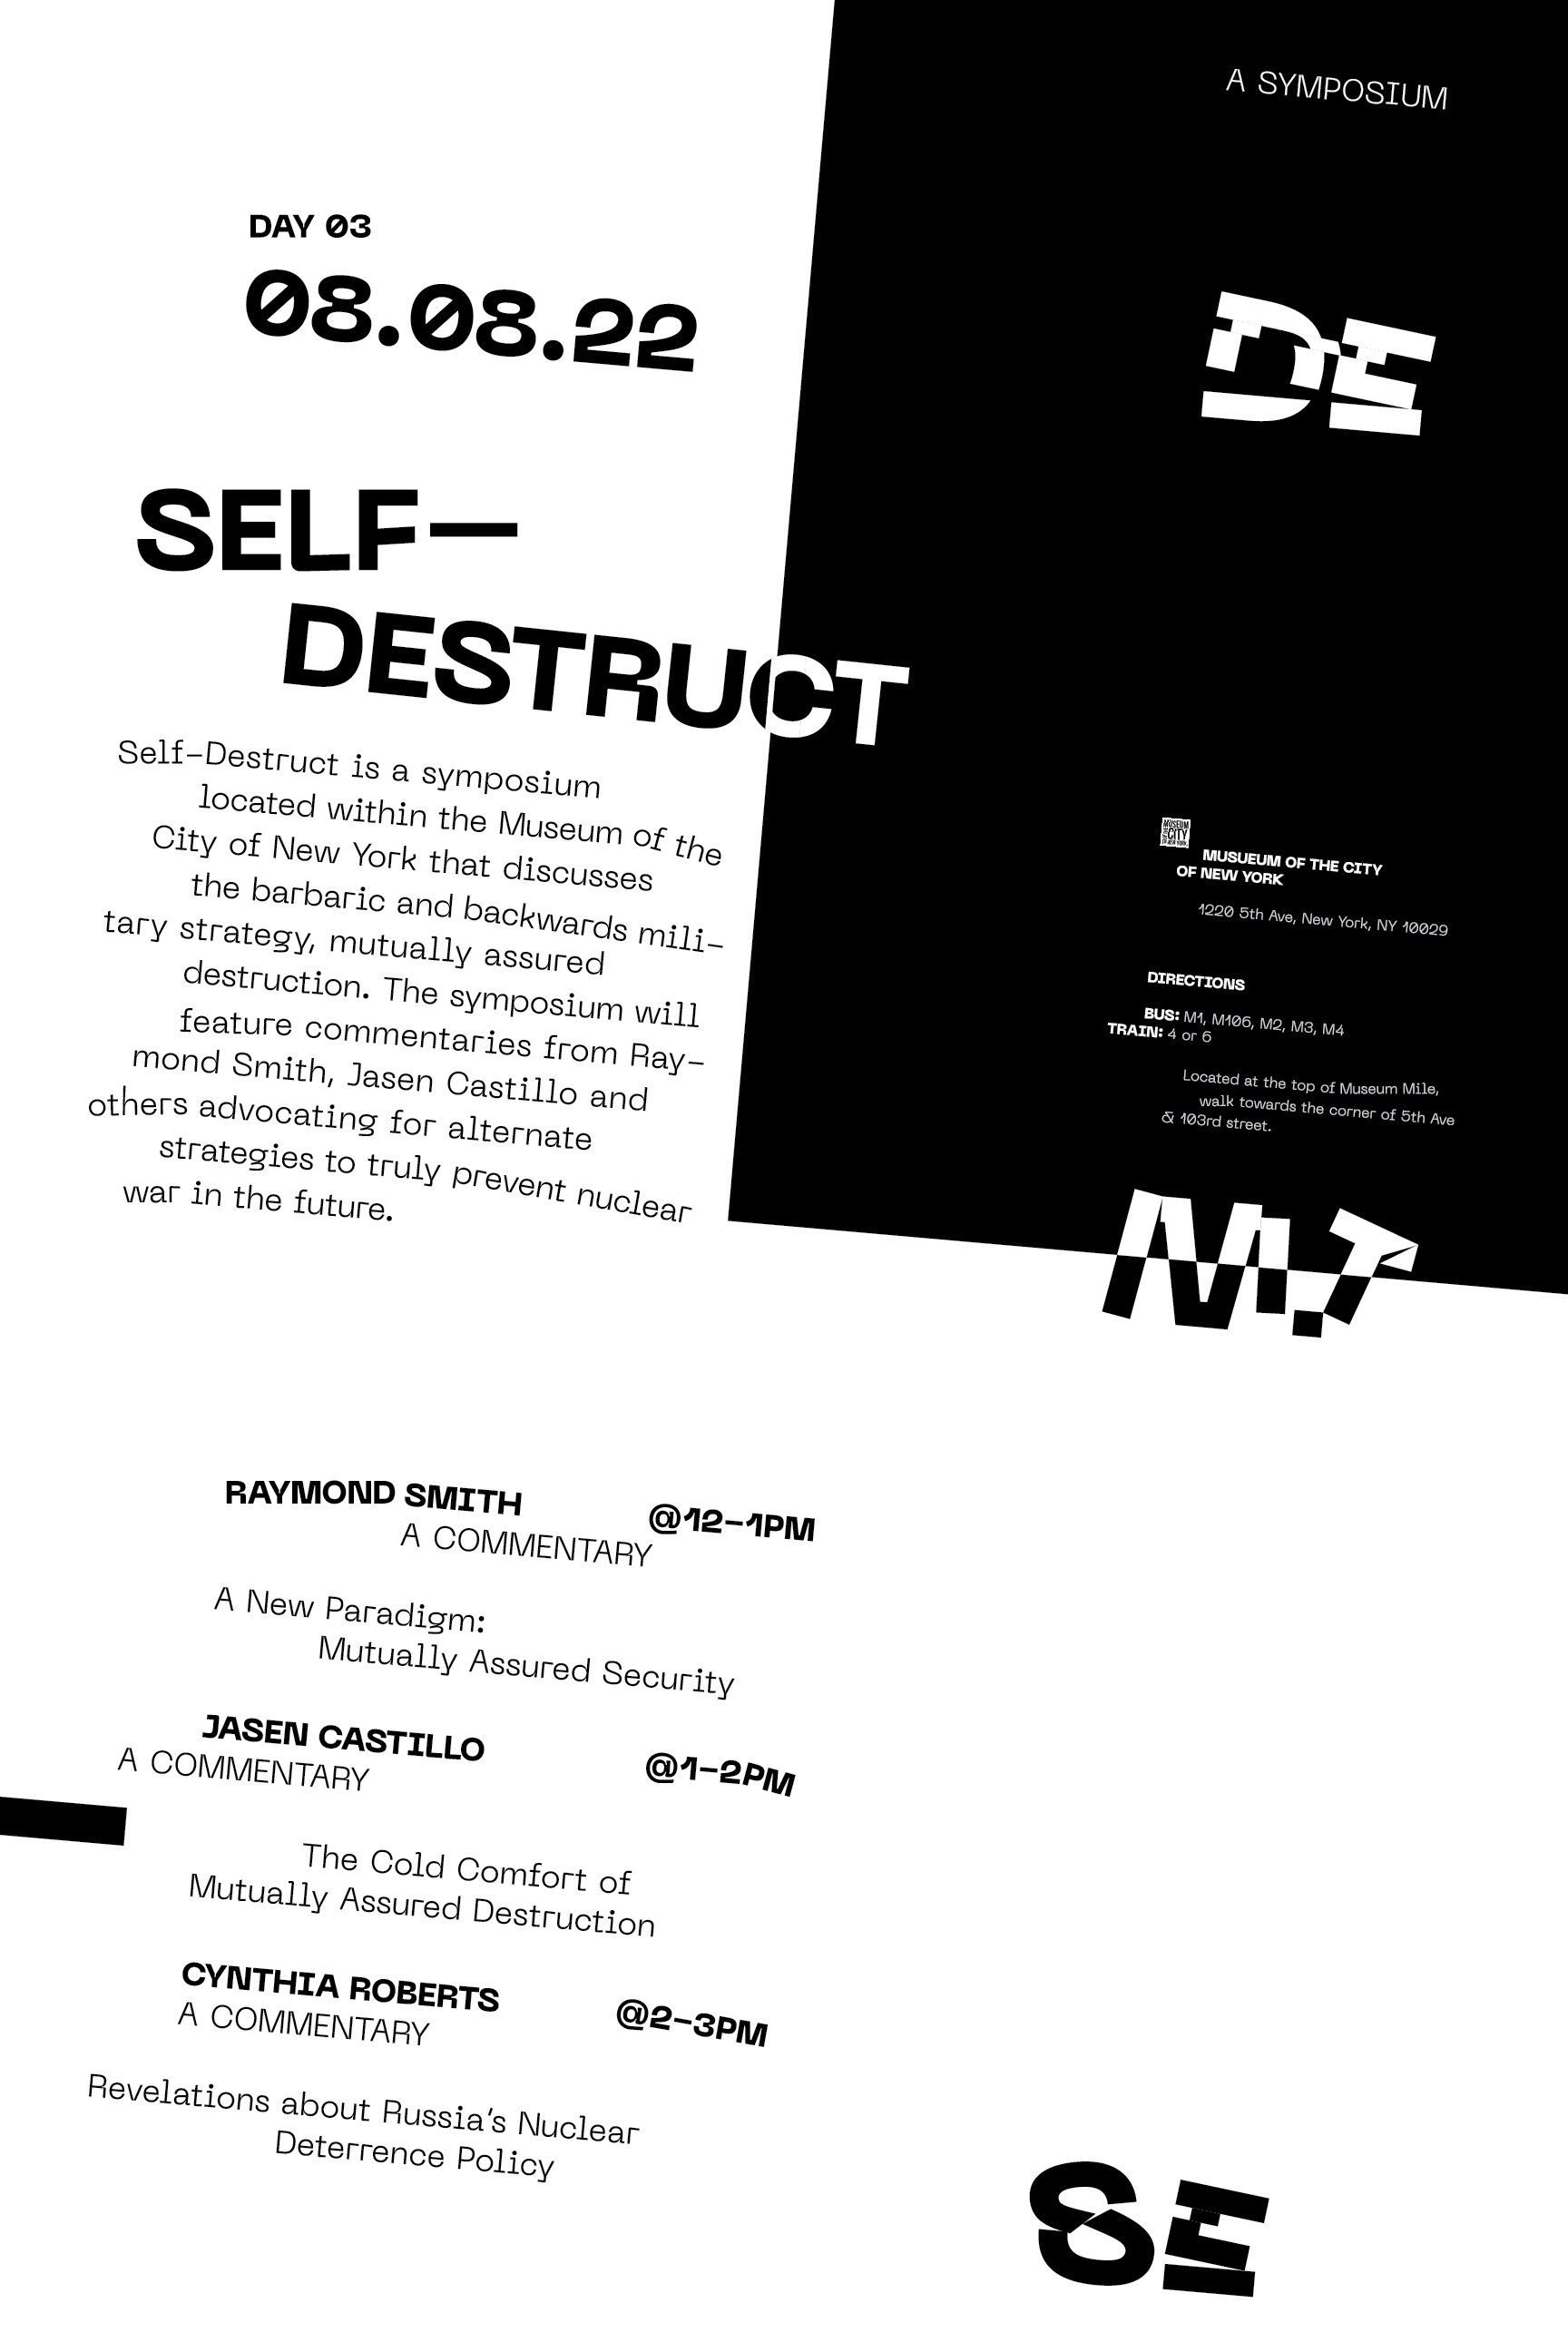 A SYMPOSIUM
DAY 03
08.08.22
DE
SELF-
DESTRUCT
Self-Destruct is a symposium
located within the Museum of the
City of New York that discusses
the barbaric and backwards mili-
tary strategy, mutually assured
destruction. The symposium will
feature commentaries from Ray-
mond Smith, Jasen Castillo and
others advocating for alternate
strategies to truly prevent nuclear
war in the future.
MUSEUM
CITY
OF NEW YORK
MUSUEUM OF THE CITY
OF NEW YORK
1220 5th Ave, New York, NY 10029
DIRECTIONS
BUS: M1, M106, M2, M3, M4
TRAIN: 4 or 6
Located at the top of Museum Mile,
walk towards the corner of 5th Ave
& 103rd street.
RAYMOND SMITH @12-1PM
A COMMENTARY
A New Paradigm:
Mutually Assured Security
JASEN CASTILLO @1-2PM
A COMMENTARY
The Cold Comfort of
Mutually Assured Destruction
CYNTHIA ROBERTS @2-3PM
A COMMENTARY
Revelations about Russia's Nuclear
Deterrence Policy
SE